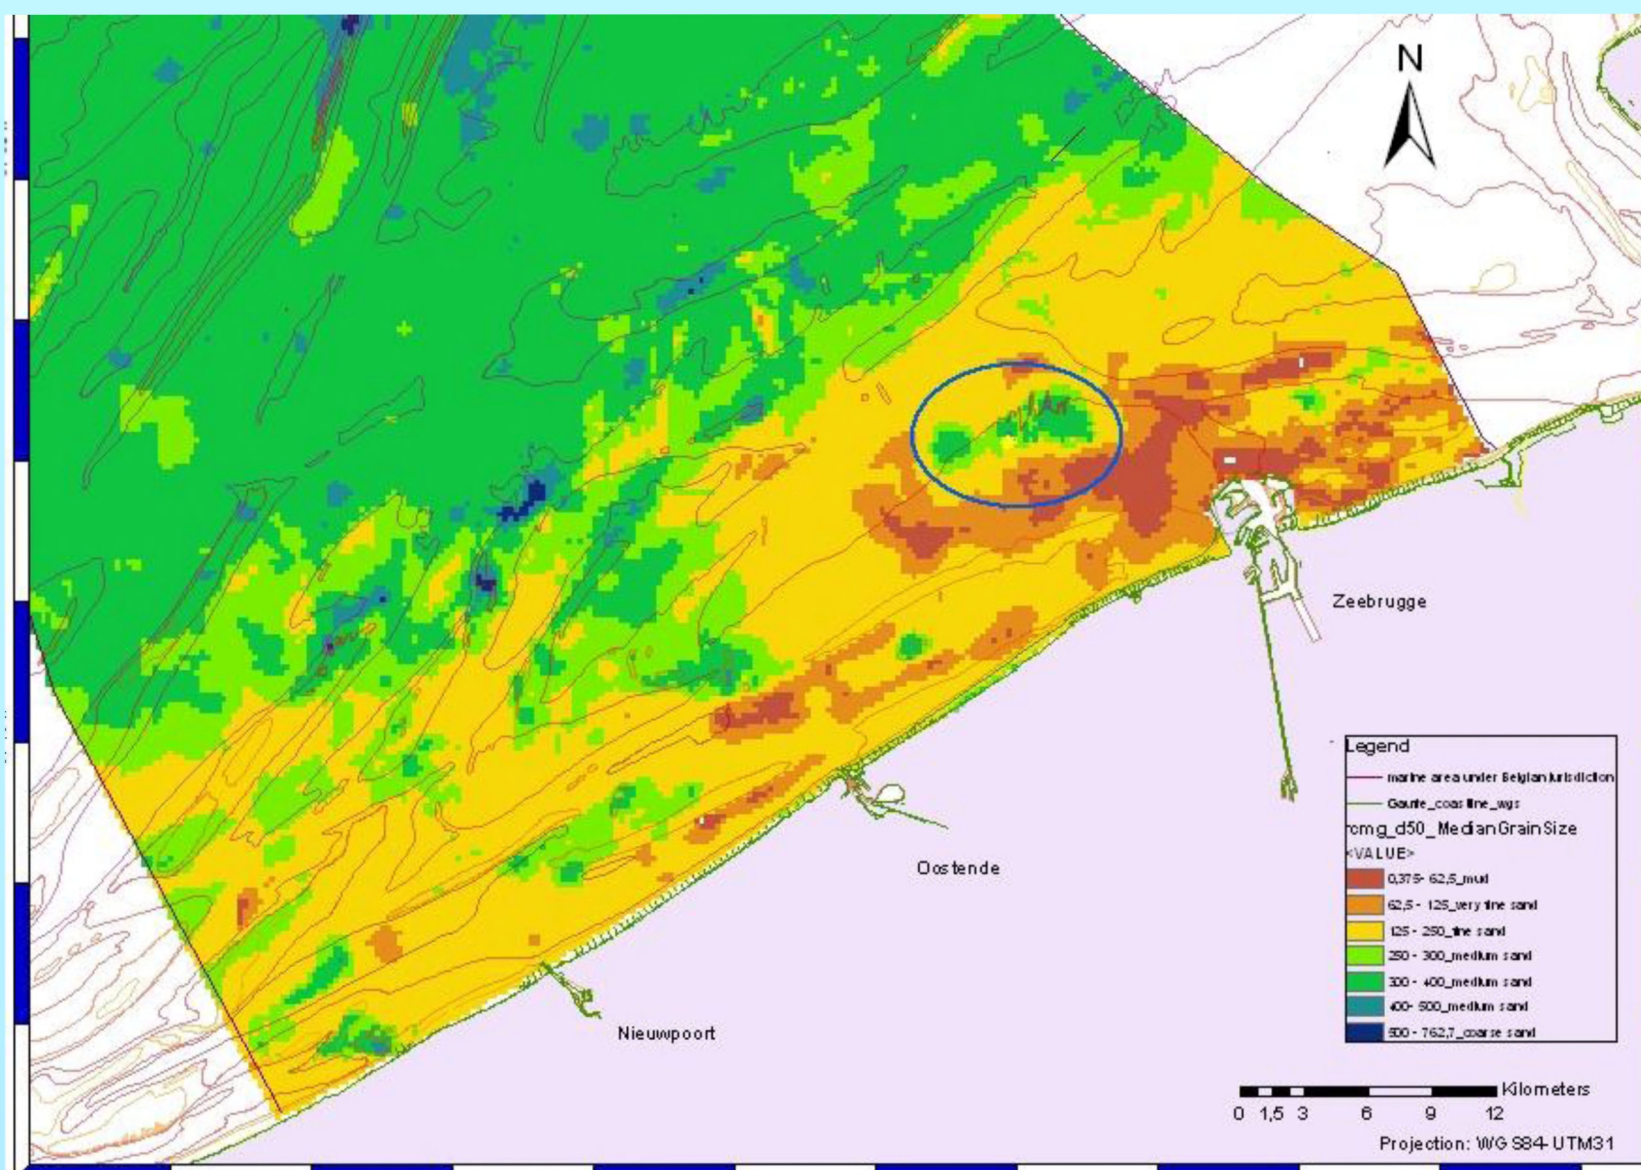 N
Zeebrugge
Oostende
Nieuwpoort
Legend
marine area under Belgian Jurisdiction
Gaunte_coastline_wgs
rcmg_d50_MedianGrainSize
<VALUE>
0,375- 62,5_mud
62,5 - 125_very fine sand
125 - 250_fine sand
250 - 300_medium sand
300 - 400_medium sand
400- 500_medium sand
500 - 762,7_coarse sand
Kilometers
0 1,5 3 6 9 12
Projection: WGS84-UTM31